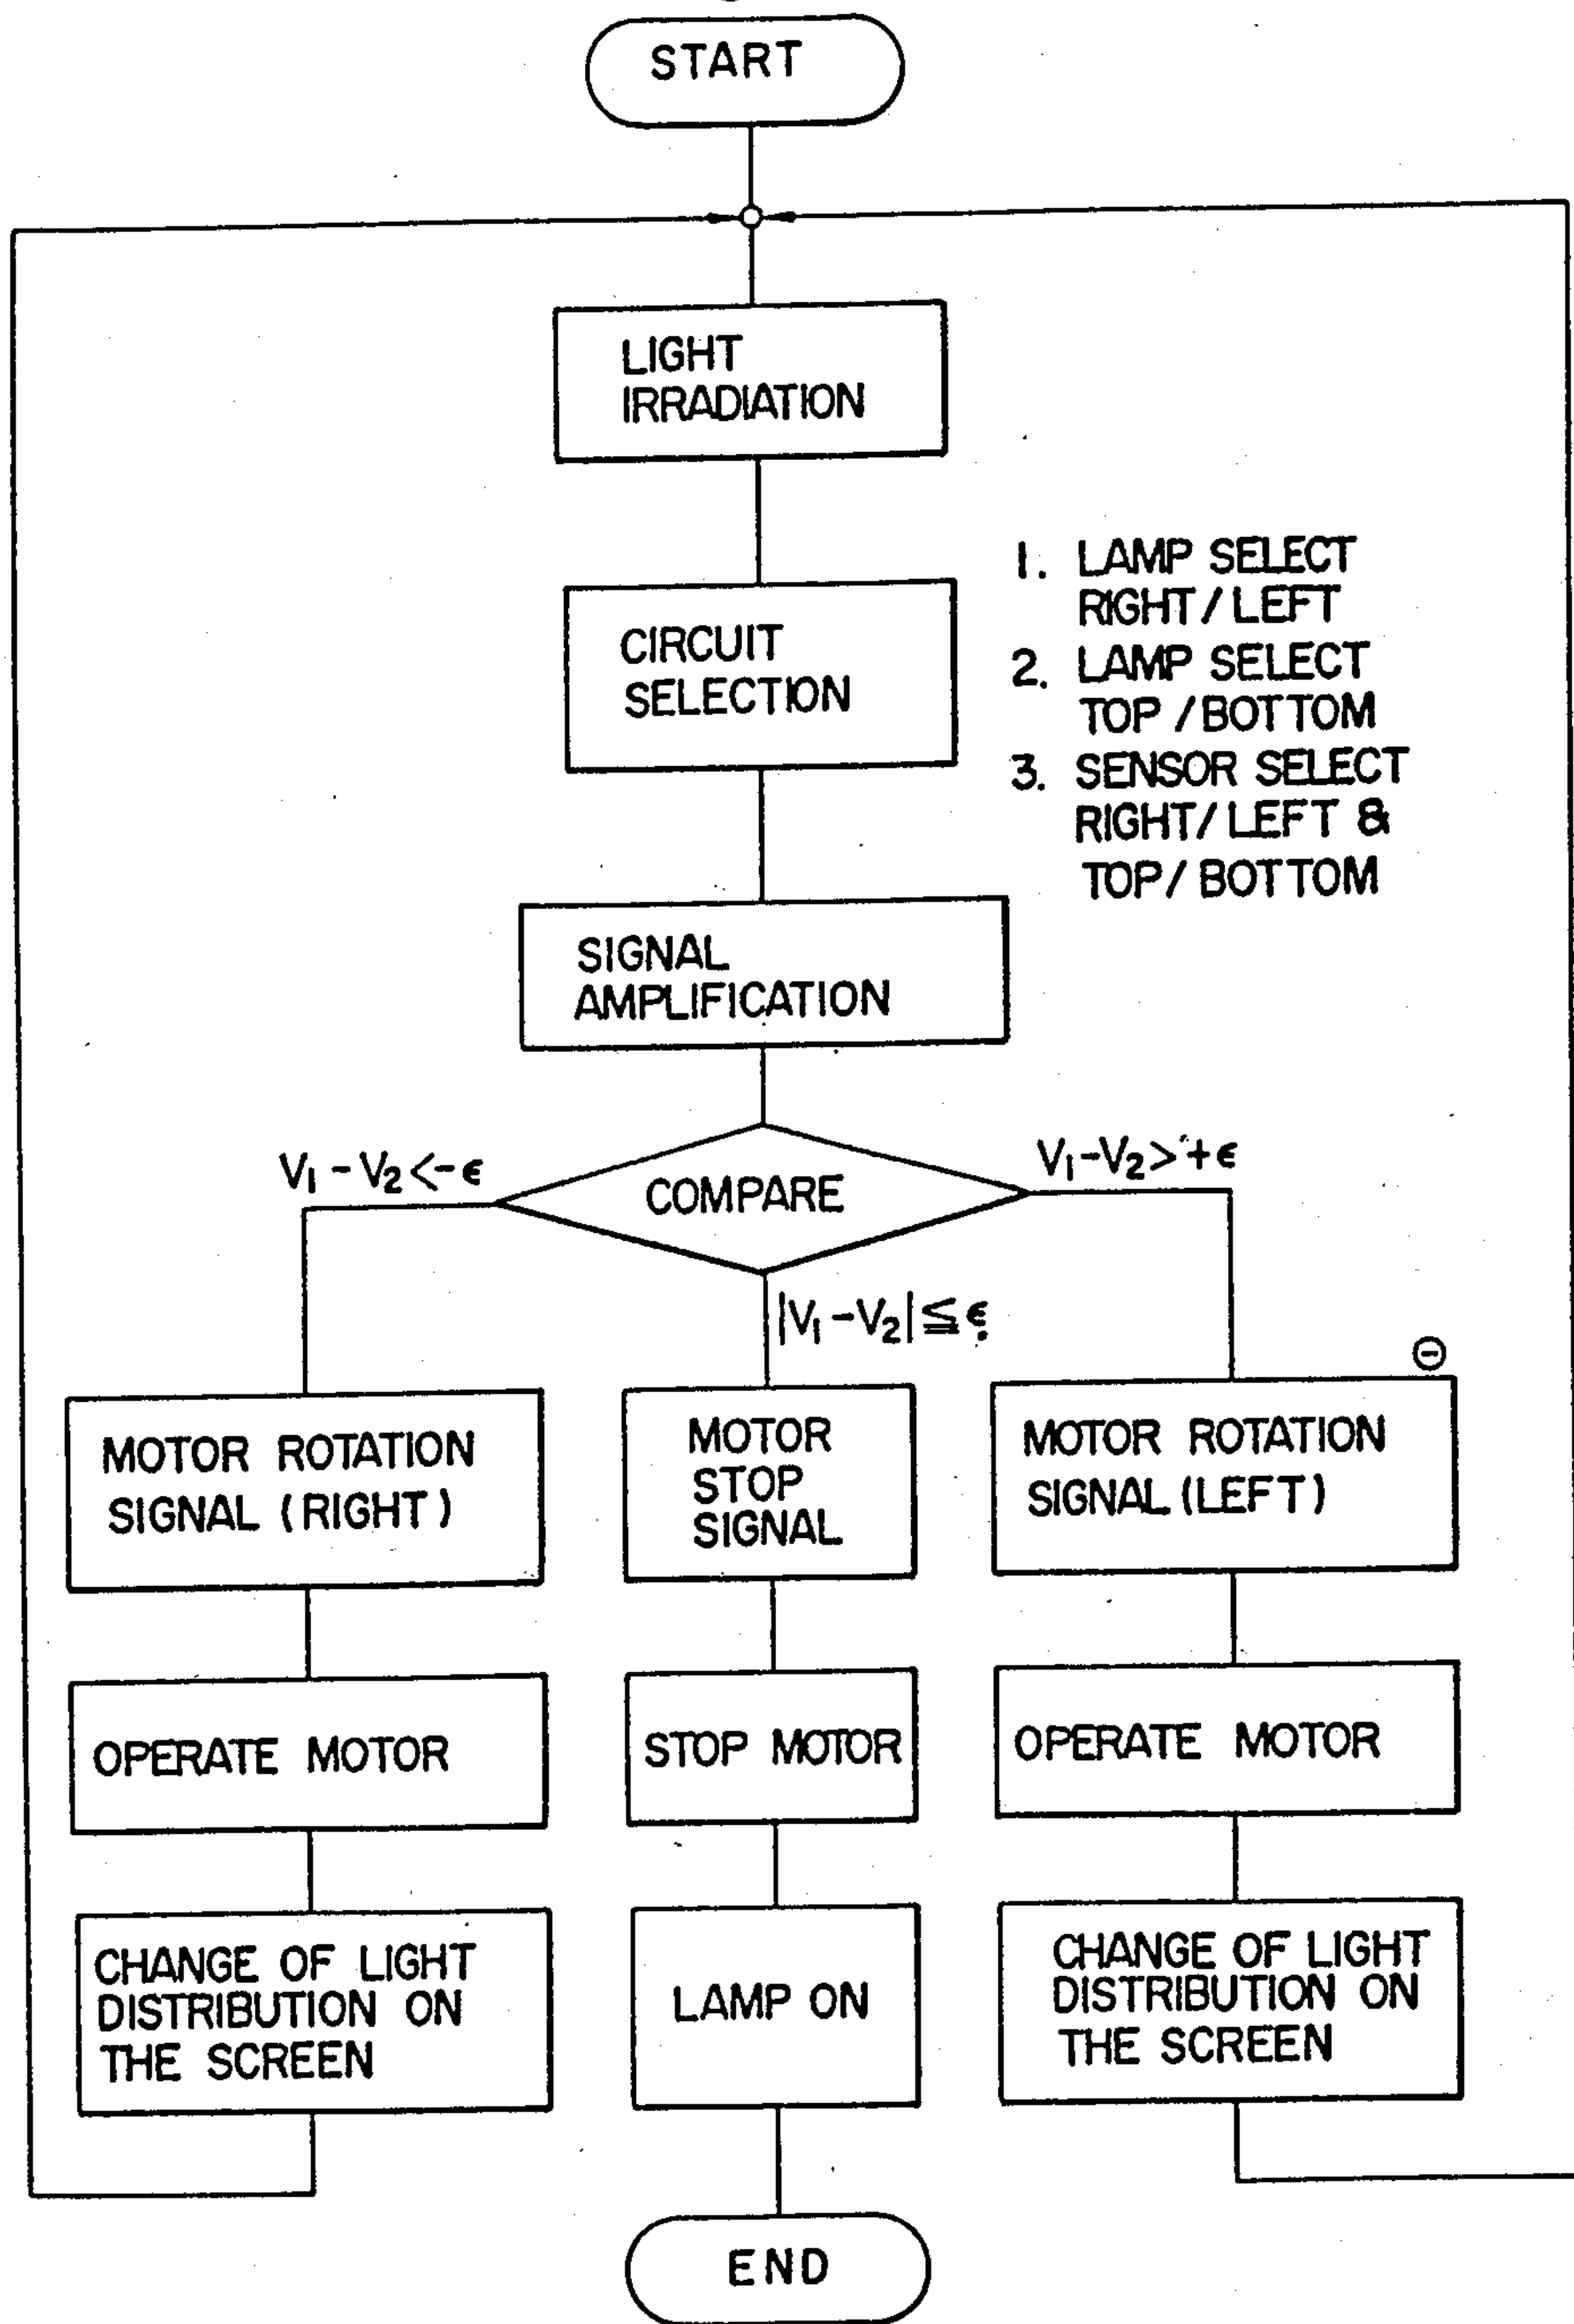 START
LIGHT
IRRADIATION
CIRCUIT
SELECTION
1. LAMP SELECT
RIGHT/LEFT
2. LAMP SELECT
TOP/BOTTOM
3. SENSOR SELECT
RIGHT/LEFT &
TOP/BOTTOM
SIGNAL
AMPLIFICATION
COMPARE
V₁-V₂<-ϵ
V₁-V₂>+ϵ
|V₁-V₂|≦ϵ
⊖
MOTOR ROTATION
SIGNAL (RIGHT)
MOTOR
STOP
SIGNAL
MOTOR ROTATION
SIGNAL (LEFT)
OPERATE MOTOR
STOP MOTOR
OPERATE MOTOR
CHANGE OF LIGHT
DISTRIBUTION ON
THE SCREEN
LAMP ON
CHANGE OF LIGHT
DISTRIBUTION ON
THE SCREEN
END